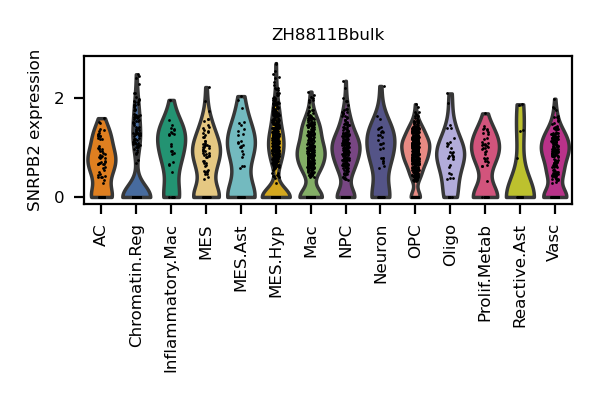 ZH8811Bbulk
SNRPB2 expression
2
0
AC
Chromatin.Reg
Inflammatory.Mac
MES
MES.Ast
MES.Hyp
Mac
NPC
Neuron
OPC
Oligo
Prolif.Metab
Reactive.Ast
Vasc